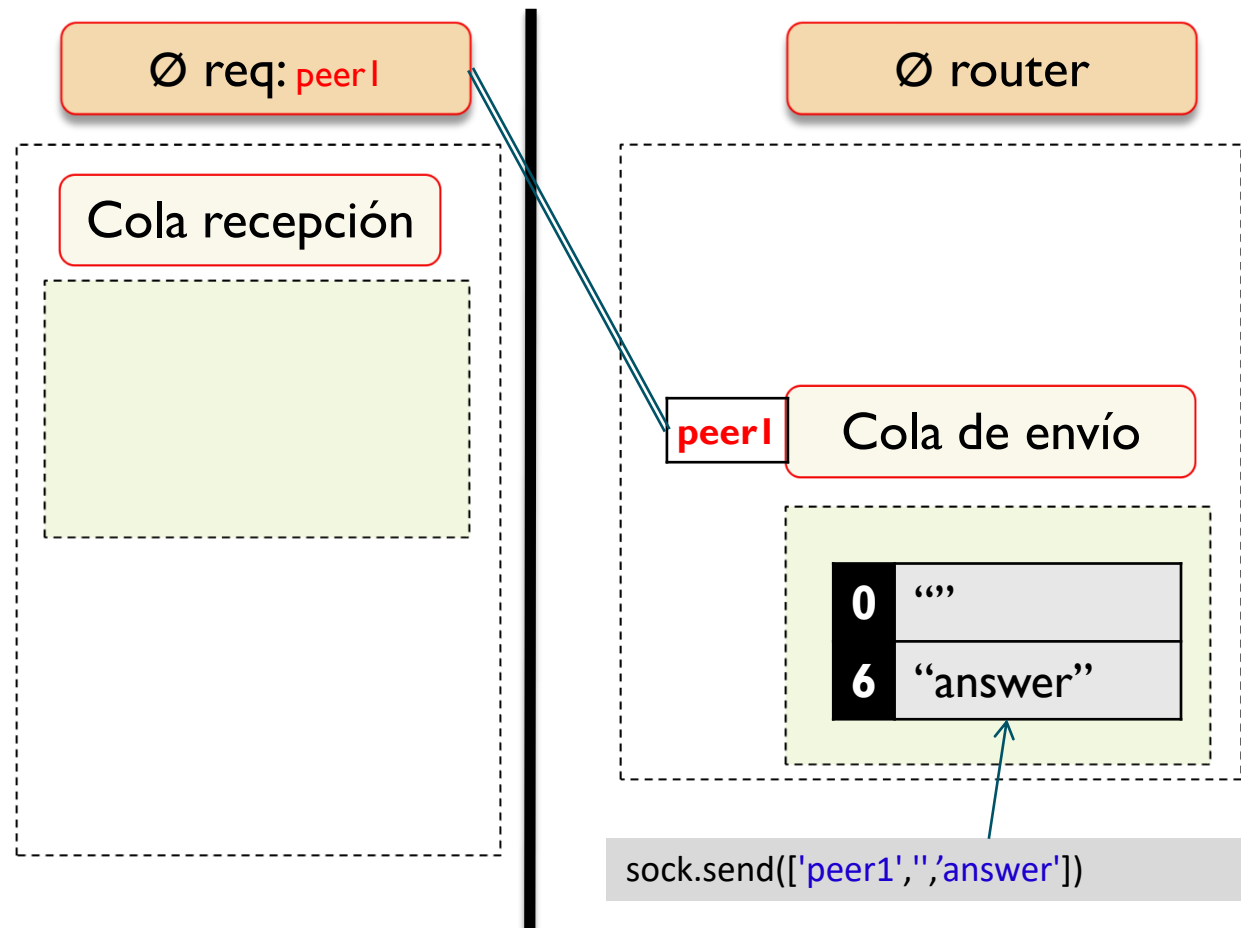 Ø req: peer1
Ø router
Cola recepción
peer1
Cola de envío
0 “”
6 “answer”
sock.send(['peer1','',’answer'])